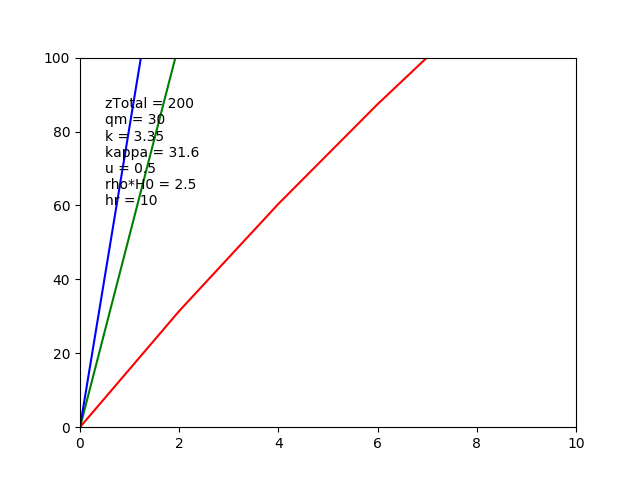 100
80
60
40
20
0
zTotal = 200
qm = 30
k = 3.35
kappa = 31.6
u = 0.5
rho*H0 = 2.5
hr = 10
0 2 4 6 8 10